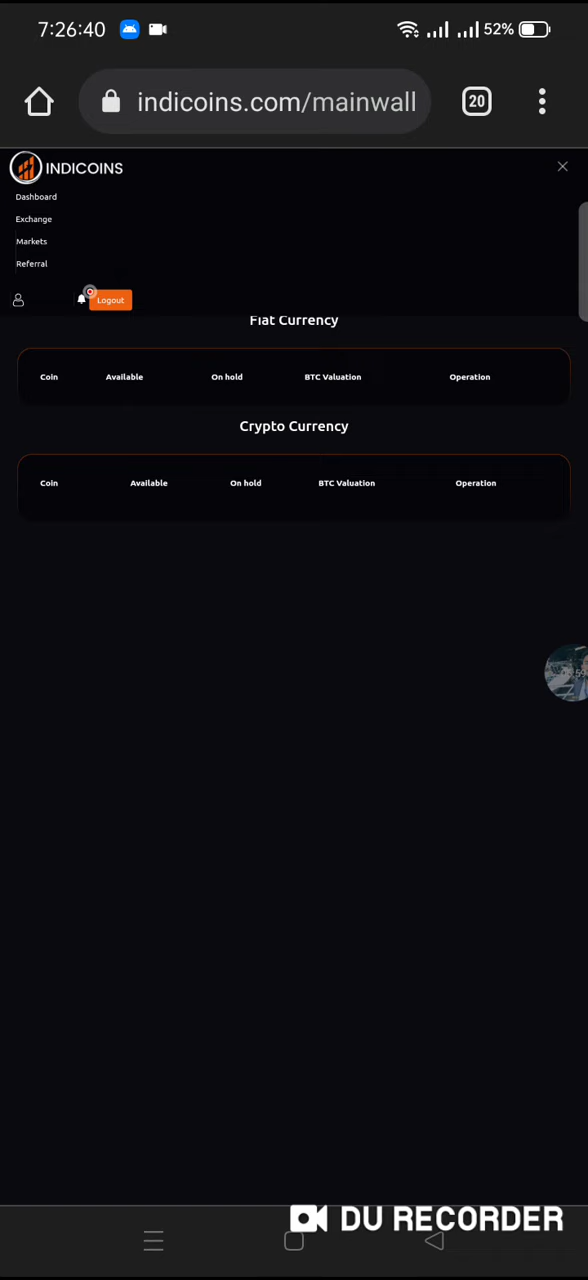 7:26:40 52%
indicoins.com/mainwall 20
INDICOINS
Dashboard
Exchange
Markets
Referral
Logout
Fiat Currency
Coin Available On hold BTC Valuation Operation
Crypto Currency
Coin Available On hold BTC Valuation Operation
DU RECORDER